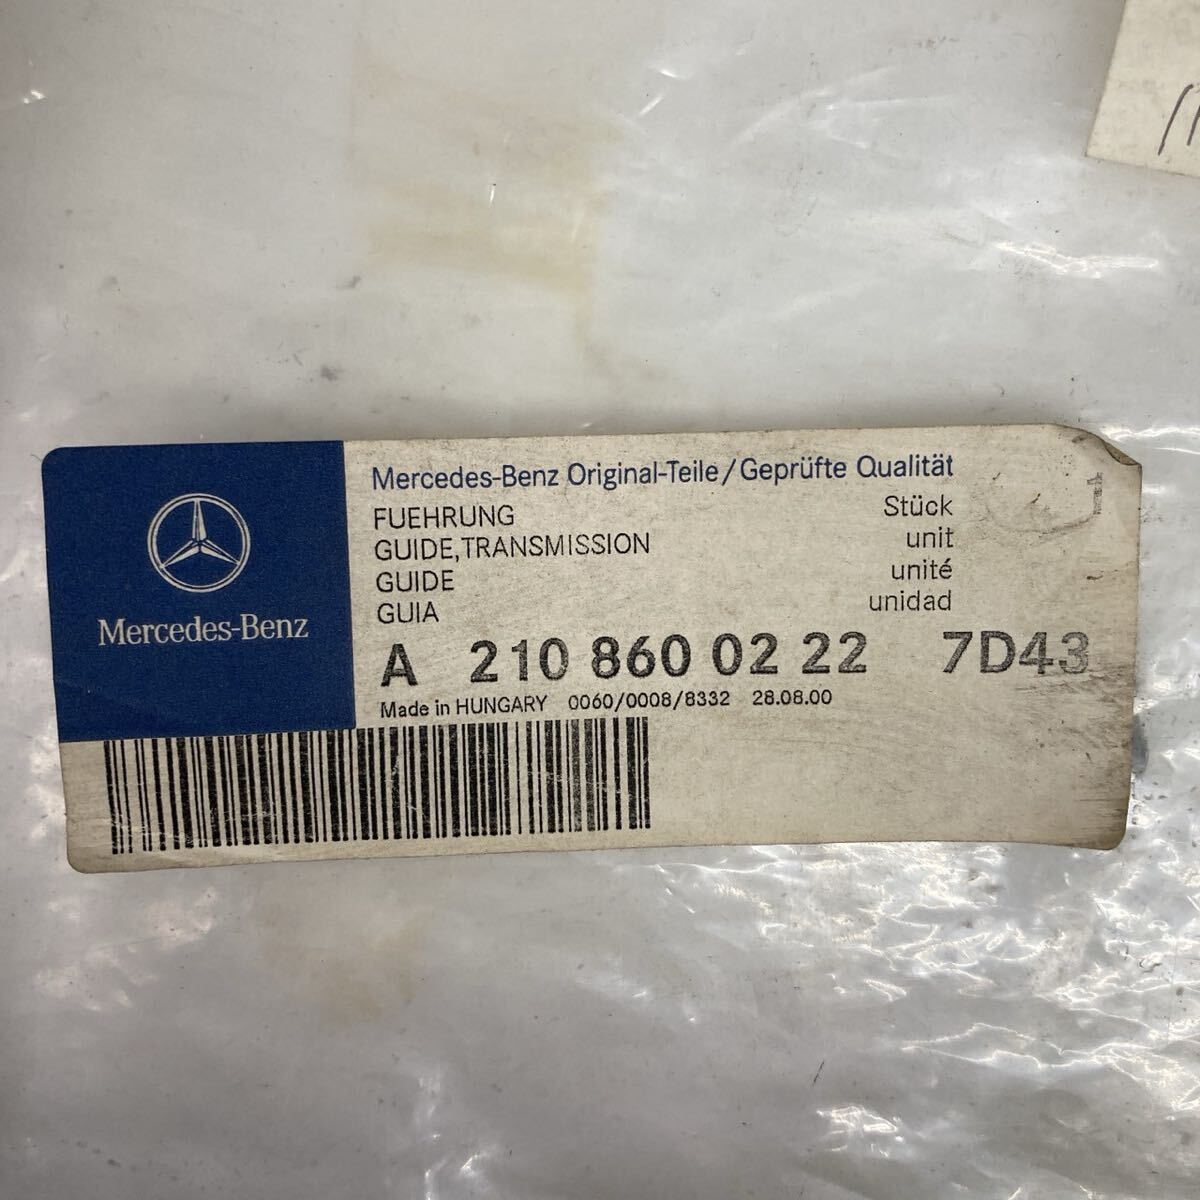 Mercedes-Benz
Mercedes-Benz Original-Teile/Geprüfte Qualität
FUEHRUNG Stück 1
GUIDE,TRANSMISSION unit
GUIDE unité
GUIA unidad
A 210 860 02 22 7D43
Made in HUNGARY 0060/0008/8332 28.08.00